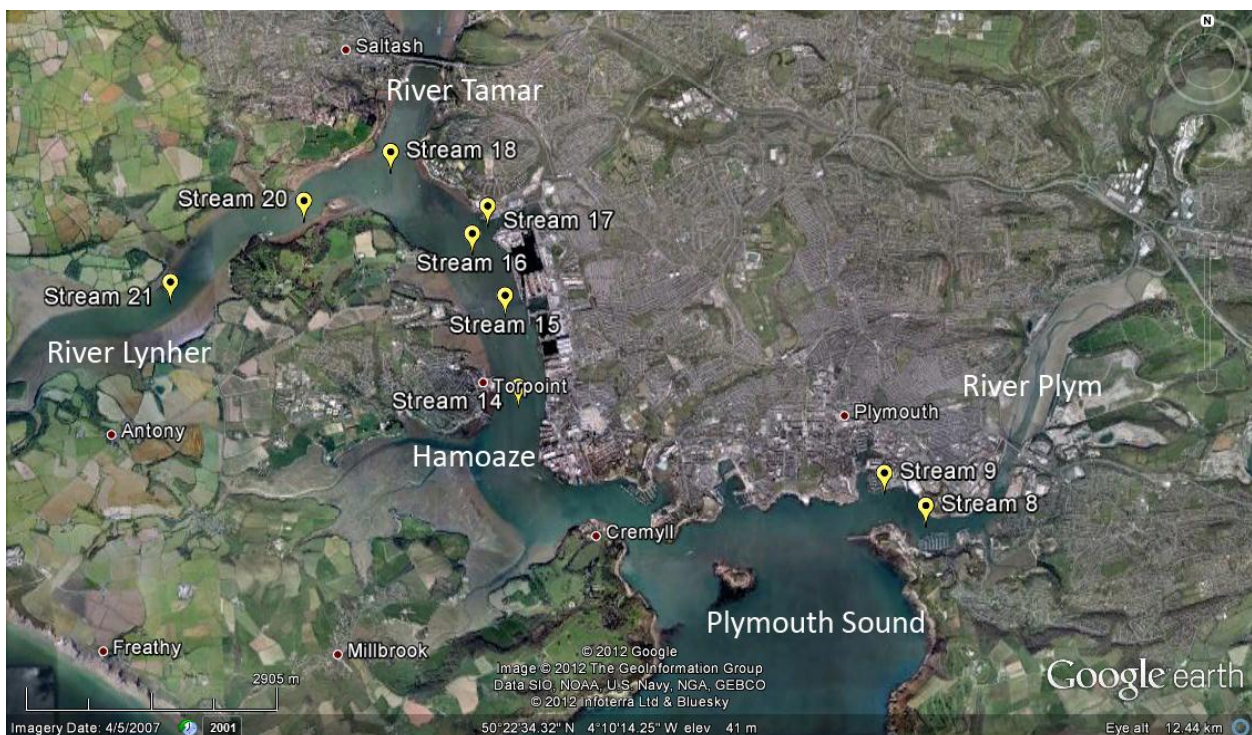 N
Saltash
River Tamar
Stream 18
Stream 20
Stream 17
Stream 16
Stream 21
Stream 15
River Lynher
Torpoint
Stream 14
River Plym
Plymouth
Antony
Hamoaze
Stream 9
Stream 8
Cremyll
Plymouth Sound
Freathy
Millbrook
© 2012 Google
Image © 2012 The GeoInformation Group
Data SIO, NOAA, U.S. Navy, NGA, GEBCO
© 2012 Infoterra Ltd & Bluesky
Google earth
2905 m
Imagery Date: 4/5/2007 2001 50°22'34.32" N 4°10'14.25" W elev 41 m Eye alt 12.44 km